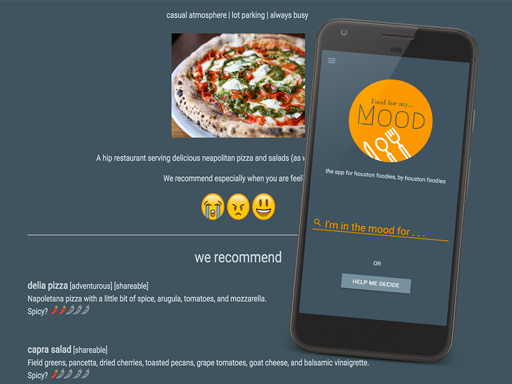 casual atmosphere | lot parking | always busy
A hip restaurant serving delicious neapolitan pizza and salads (as
We recommend especially when you are
we recommend
delia pizza [adventurous] [shareable]
Napoletana pizza with a little bit of spice, arugula, tomatoes, and mozzarella.
Spicy?
capra salad [shareable]
Field greens, pancetta, dried cherries, toasted pecans, grape tomatoes, goat cheese, and balsamic vinaigrette.
Spicy?
Food for my...
MOOD
the app for houston foodies, by houston foodies
I'm in the mood for . . .
OR
HELP ME DECIDE